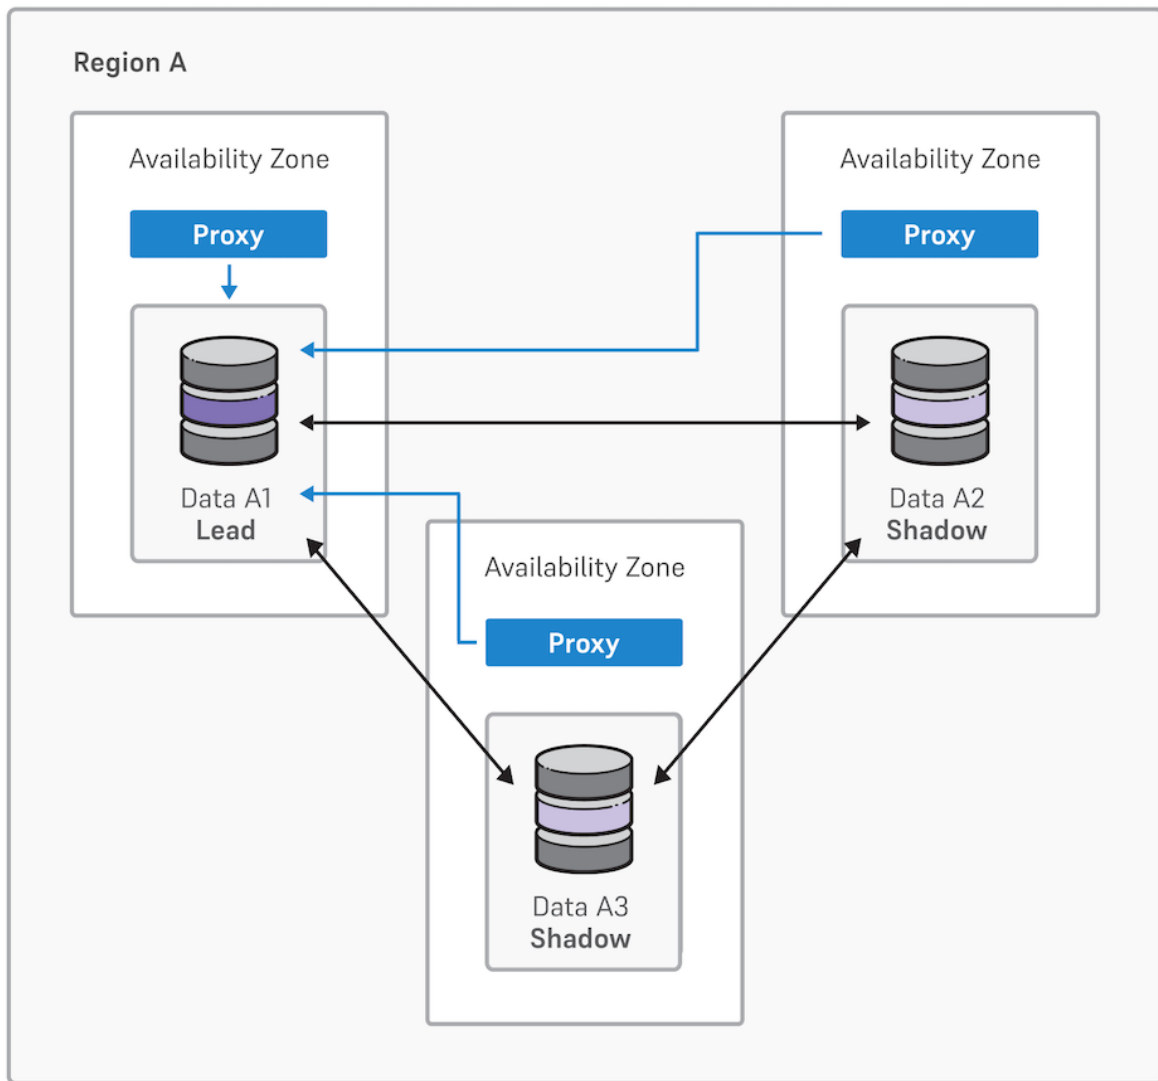 Region A
Availability Zone
Proxy
Data A1
Lead
Availability Zone
Proxy
Data A2
Shadow
Availability Zone
Proxy
Data A3
Shadow